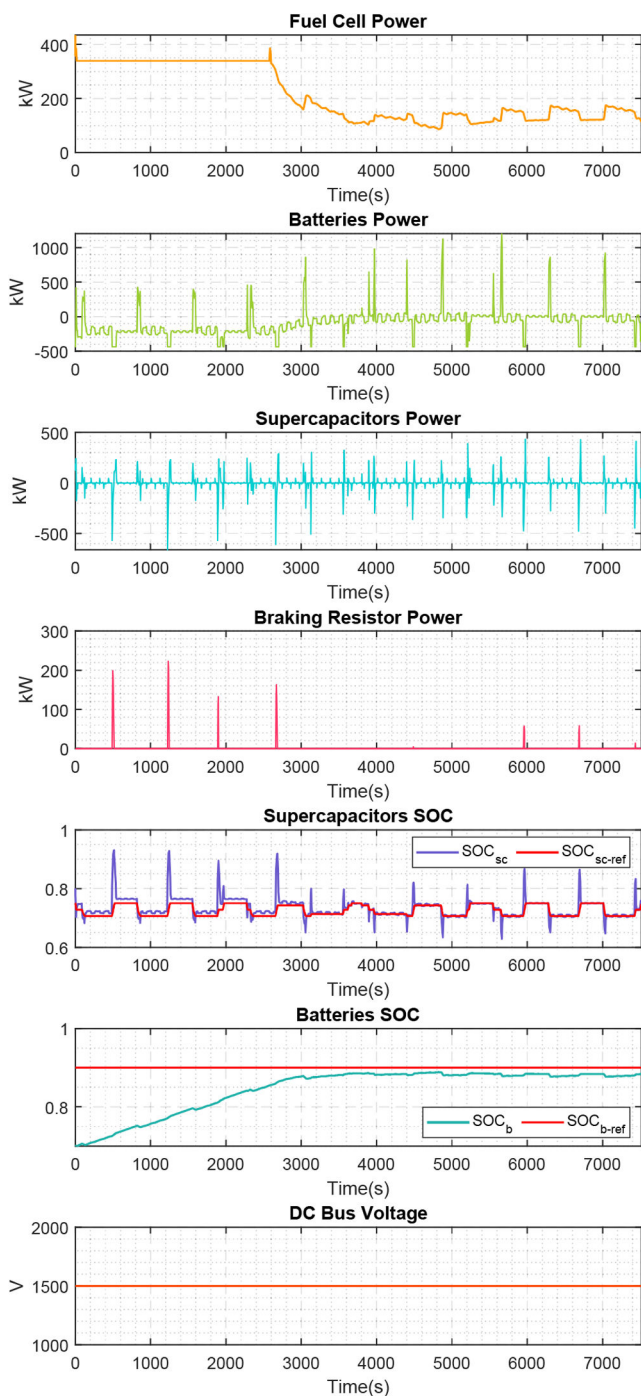 Fuel Cell Power
400
200
0
kW
0 1000 2000 3000 4000 5000 6000 7000
Time(s)
Batteries Power
1000
500
0
-500
kW
0 1000 2000 3000 4000 5000 6000 7000
Time(s)
Supercapacitors Power
500
0
-500
kW
0 1000 2000 3000 4000 5000 6000 7000
Time(s)
Braking Resistor Power
300
200
100
0
kW
0 1000 2000 3000 4000 5000 6000 7000
Time(s)
Supercapacitors SOC
1
0.8
0.6
SOCsc SOCsc-ref
0 1000 2000 3000 4000 5000 6000 7000
Time(s)
Batteries SOC
1
0.8
SOCb SOCb-ref
0 1000 2000 3000 4000 5000 6000 7000
Time(s)
DC Bus Voltage
2000
1500
1000
V
0 1000 2000 3000 4000 5000 6000 7000
Time(s)